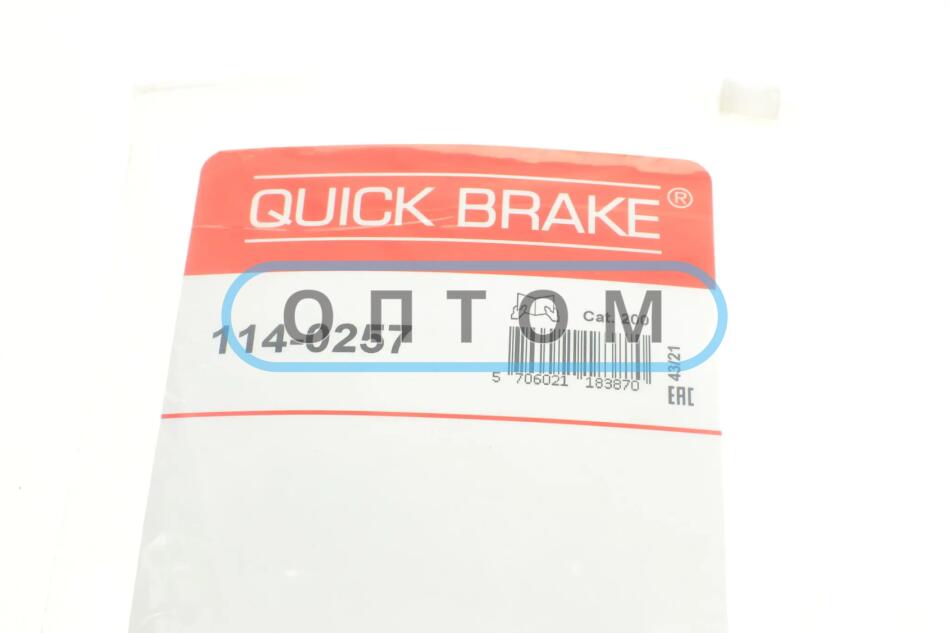 QUICK BRAKE®
ОПТОМ
114-0257
Cat. 200
5 706021 183870
43/21
EAC